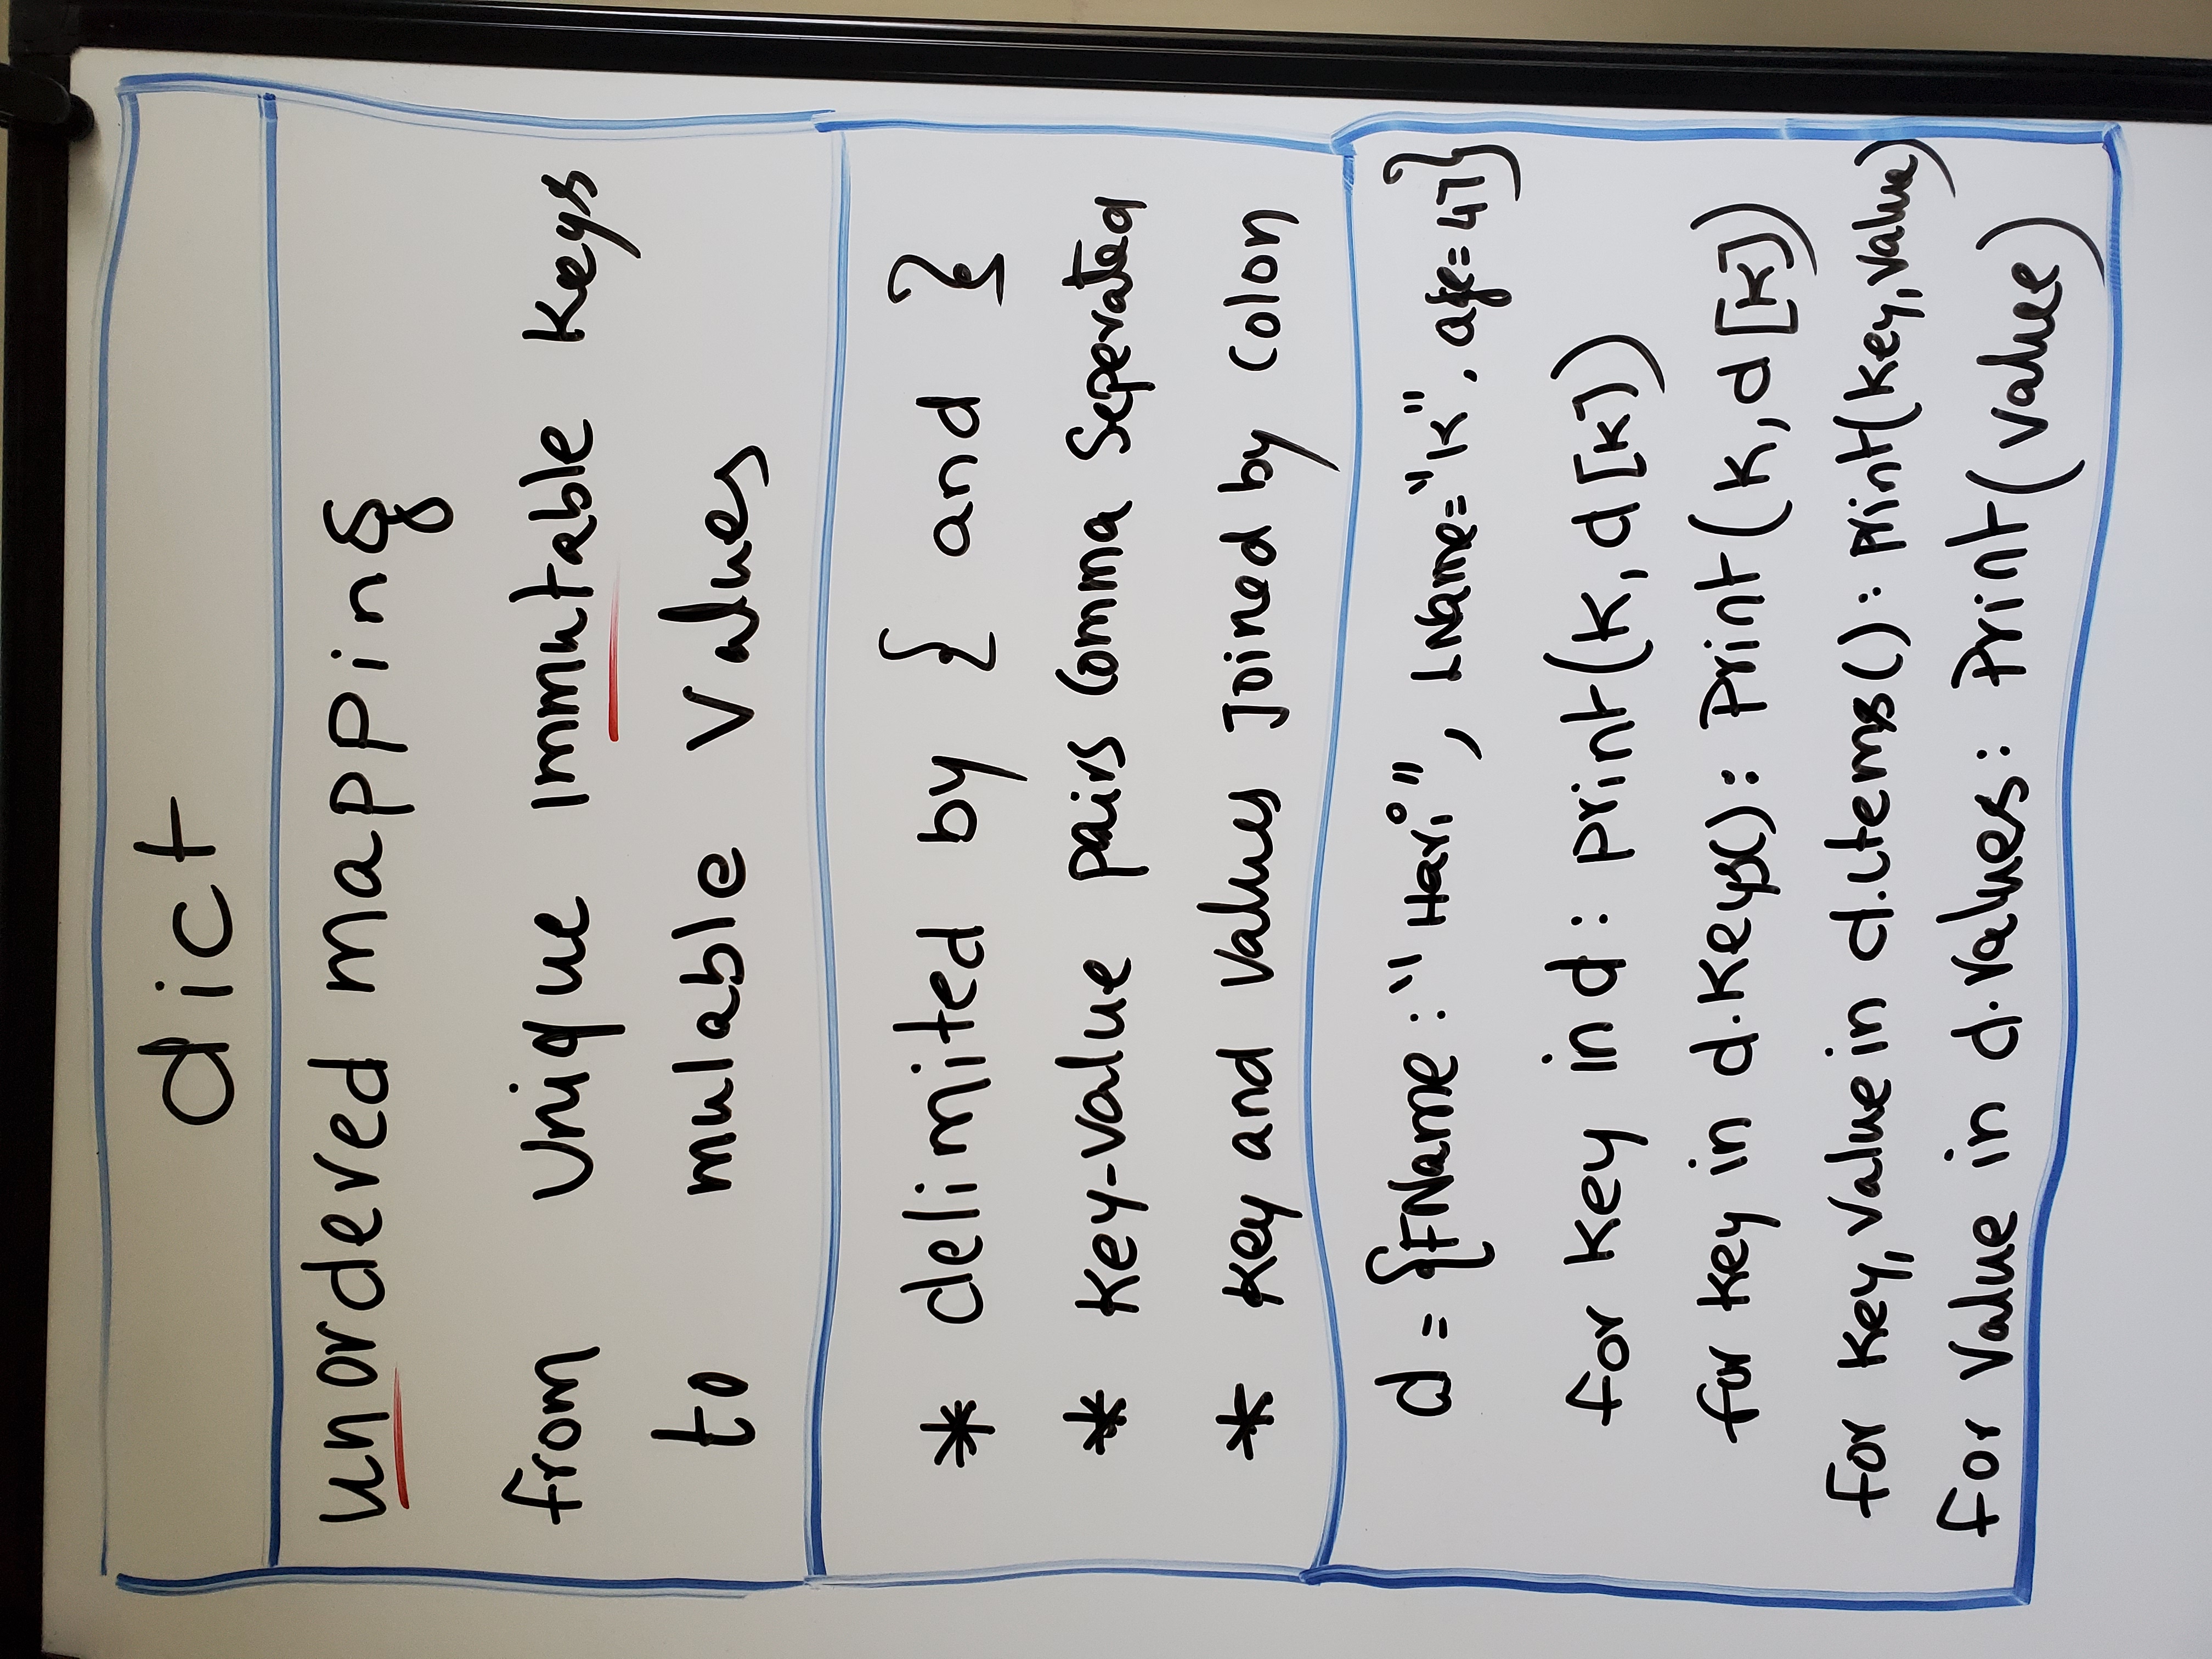 dict
unordered mapping
from unique immutable keys
to mulable values
* delimited by { and }
* key-value pairs comma seperated
* key and values joined by colon
d = {FName : "Hari", LName="K", age=47}
for key in d: print(k, d[k])
for key in d.keys(): print(k, d[k])
for key, value in d.items(): print(key, value)
for value in d.values: print(value)